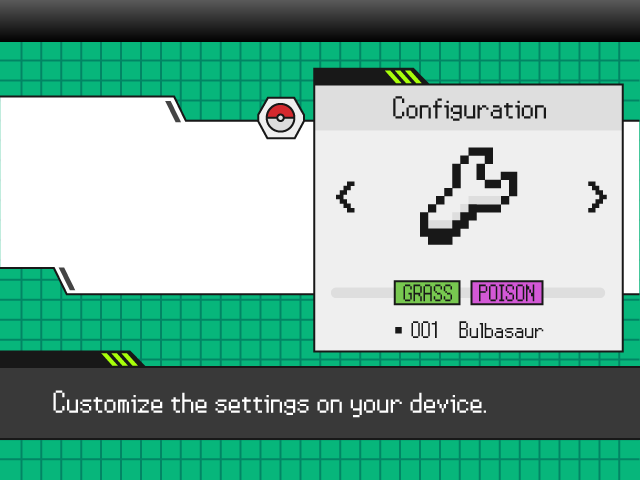 Configuration
GRASS POISON
001 Bulbasaur
Customize the settings on your device.